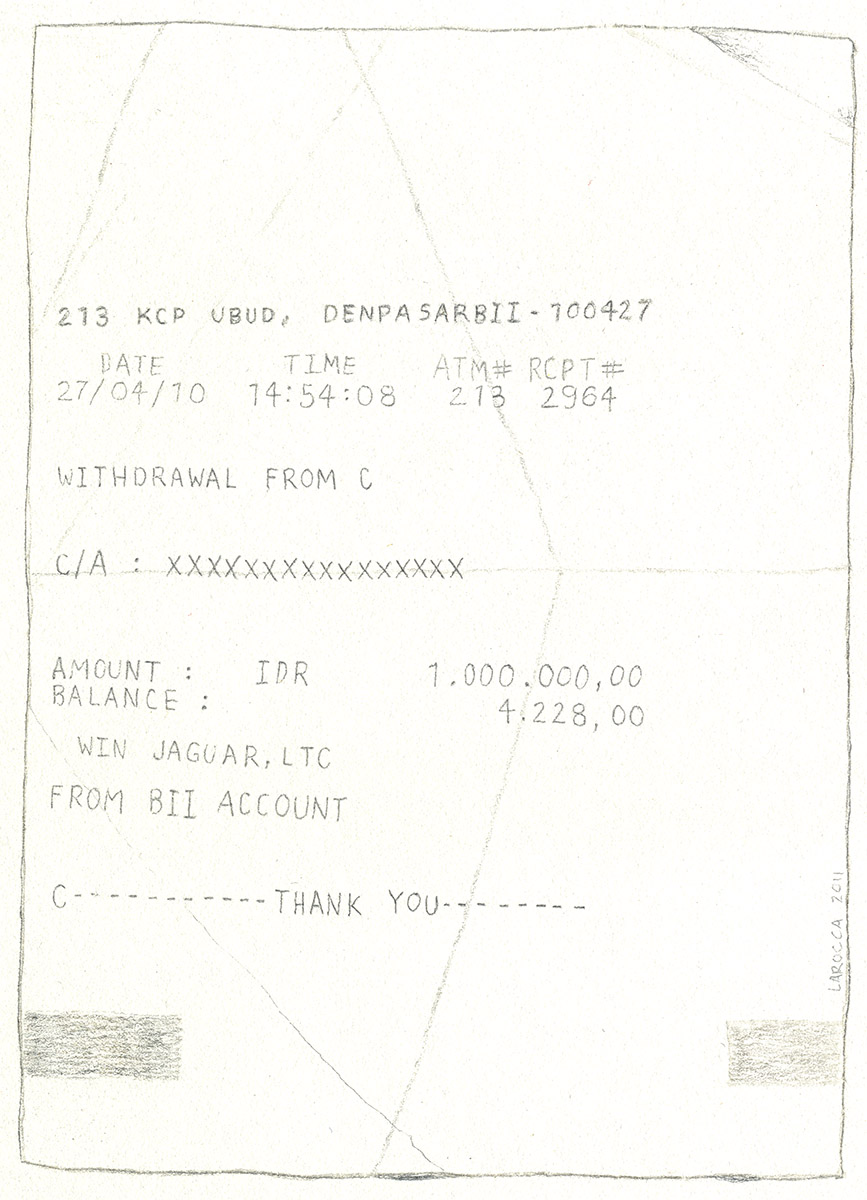 213 KCP UBUD, DENPASARBII-100427
DATE TIME ATM# RCPT#
27/04/10 14:54:08 213 2964
WITHDRAWAL FROM C
C/A : XXXXXXXXXXXXXXXX
AMOUNT : IDR 1.000.000,00
BALANCE : 4.228,00
WIN JAGUAR, LTC
FROM BII ACCOUNT
C-----------THANK YOU--------
LAROCCA 2011